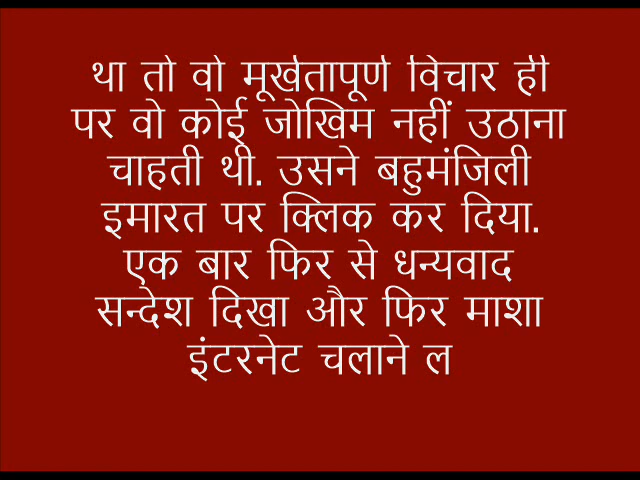 था तो वो मूर्खतापूर्ण विचार ही
पर वो कोई जोखिम नहीं उठाना
चाहती थी. उसने बहुमंजिली
इमारत पर क्लिक कर दिया.
एक बार फिर से धन्यवाद
सन्देश दिखा और फिर माशा
इंटरनेट चलाने ल